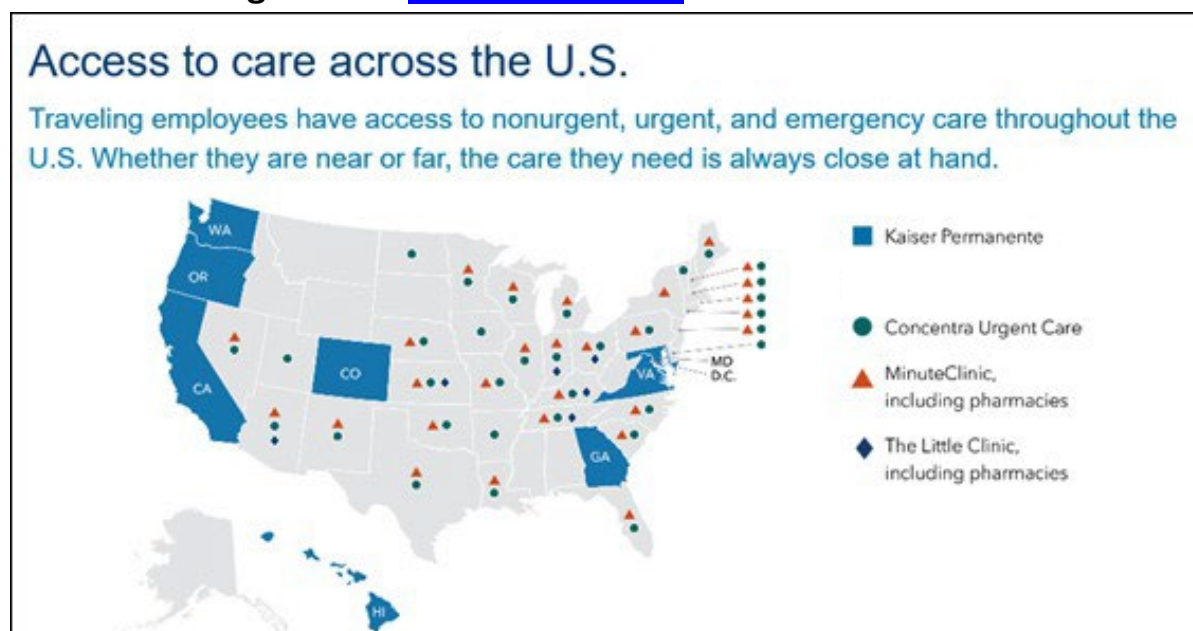 Access to care across the U.S.
Traveling employees have access to nonurgent, urgent, and emergency care throughout the
U.S. Whether they are near or far, the care they need is always close at hand.
WA
OR
CA
CO
VA
MD
D.C.
GA
HI
Kaiser Permanente
Concentra Urgent Care
MinuteClinic,
including pharmacies
The Little Clinic,
including pharmacies